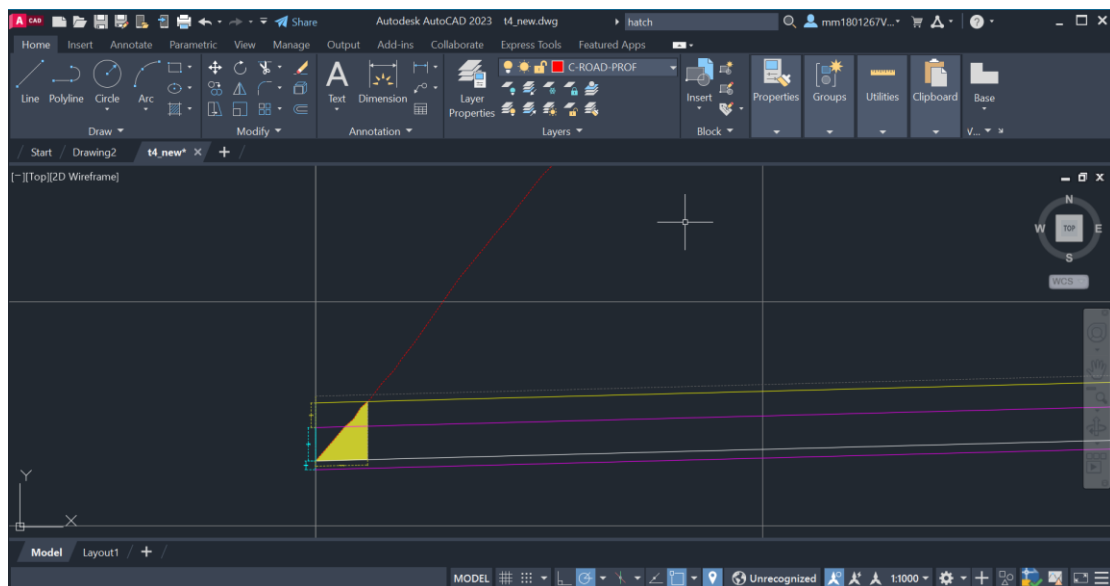 A CAD Share Autodesk AutoCAD 2023 t4_new.dwg hatch mm1801267V...
Home Insert Annotate Parametric View Manage Output Add-ins Collaborate Express Tools Featured Apps
C-ROAD-PROF
Line Polyline Circle Arc Text Dimension Layer Properties Insert Properties Groups Utilities Clipboard Base
Draw Modify Annotation Layers Block V...
Start Drawing2 t4_new* +
[-][Top][2D Wireframe]
N
W TOP E
S
WCS
Y
X
Model Layout1 +
MODEL Unrecognized 1:1000